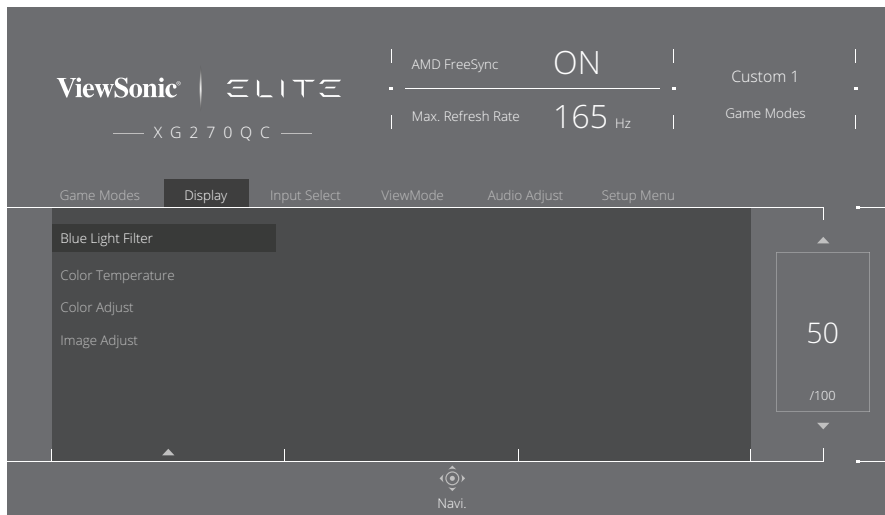 ViewSonic® ELITE
XG270QC
AMD FreeSync ON
Max. Refresh Rate 165 Hz
Custom 1
Game Modes
Game Modes Display Input Select ViewMode Audio Adjust Setup Menu
Blue Light Filter
Color Temperature
Color Adjust
Image Adjust
50
/100
Navi.